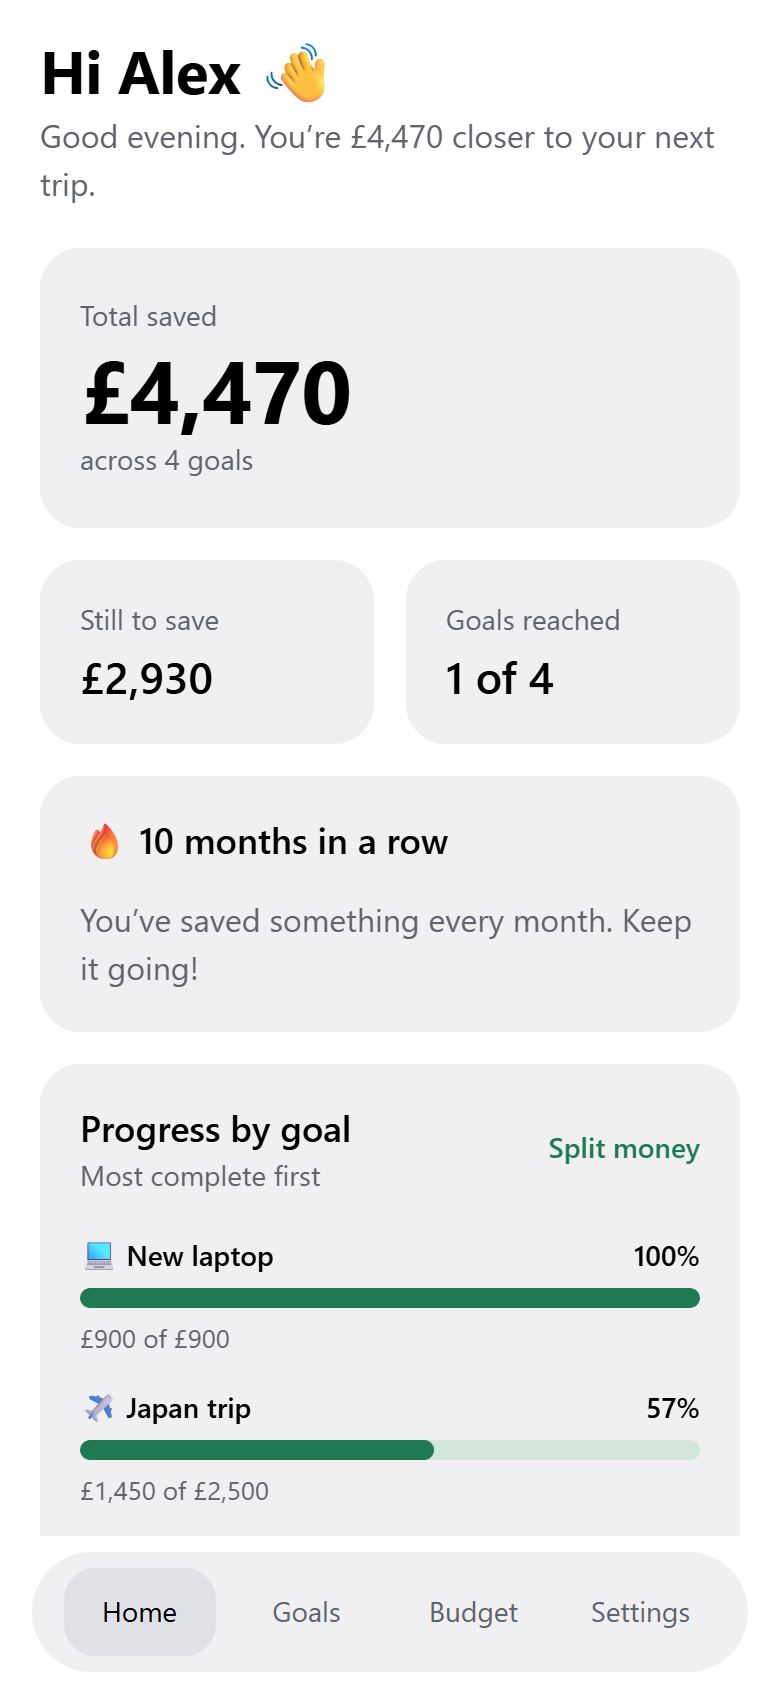 Hi Alex 👋
Good evening. You’re £4,470 closer to your next
trip.
Total saved
£4,470
across 4 goals
Still to save
£2,930
Goals reached
1 of 4
🔥 10 months in a row
You’ve saved something every month. Keep
it going!
Progress by goal
Split money
Most complete first
💻 New laptop 100%
£900 of £900
✈️ Japan trip 57%
£1,450 of £2,500
Home Goals Budget Settings